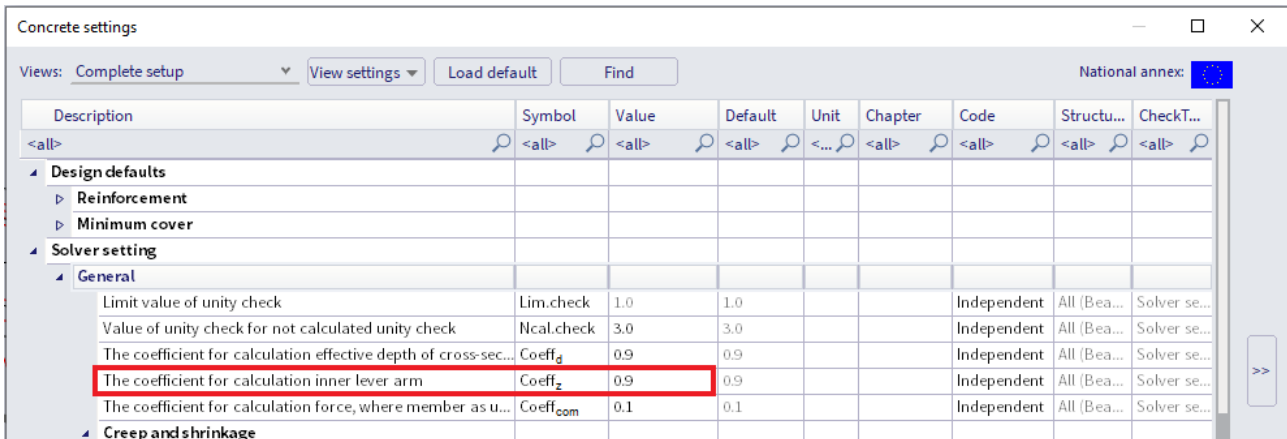 Concrete settings
Views: Complete setup View settings Load default Find National annex:
Description Symbol Value Default Unit Chapter Code Structu... CheckT...
<all> <all> <all> <all> <... <all> <all> <all> <all>
Design defaults
Reinforcement
Minimum cover
Solver setting
General
Limit value of unity check Lim.check 1.0 1.0 Independent All (Bea... Solver se...
Value of unity check for not calculated unity check Ncal.check 3.0 3.0 Independent All (Bea... Solver se...
The coefficient for calculation effective depth of cross-sec... Coeffd 0.9 0.9 Independent All (Bea... Solver se...
The coefficient for calculation inner lever arm Coeffz 0.9 0.9 Independent All (Bea... Solver se...
The coefficient for calculation force, where member as u... Coeffcom 0.1 0.1 Independent All (Bea... Solver se...
Creep and shrinkage
>>